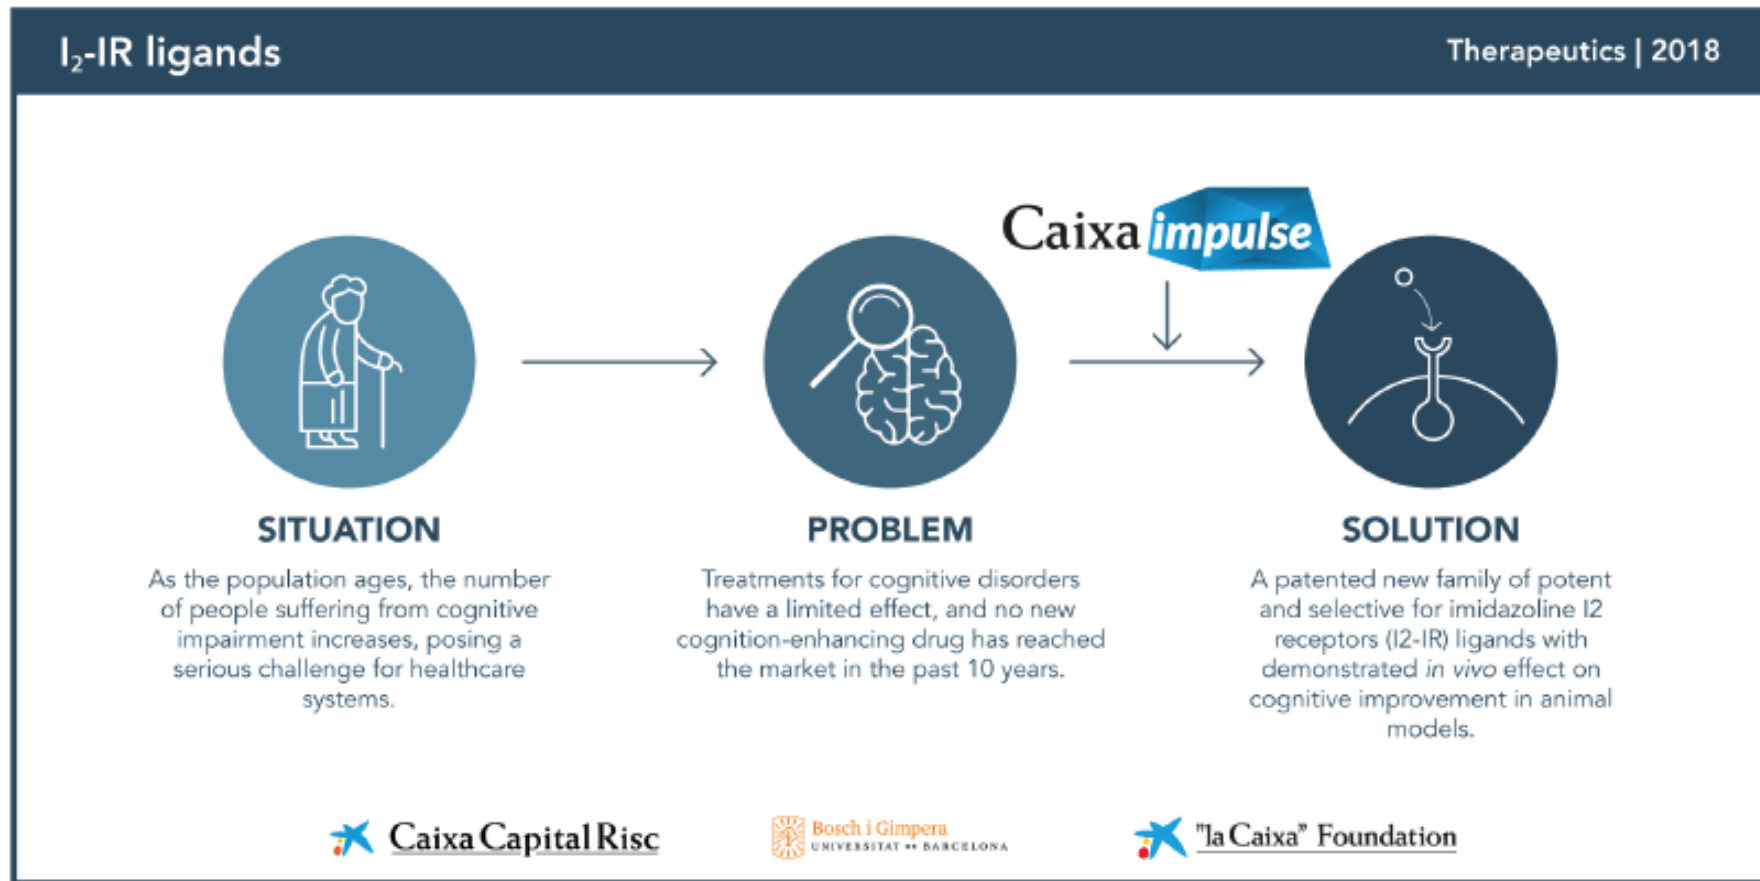 I₂-IR ligands
Therapeutics | 2018
Caixa impulse
SITUATION
As the population ages, the number
of people suffering from cognitive
impairment increases, posing a
serious challenge for healthcare
systems.
PROBLEM
Treatments for cognitive disorders
have a limited effect, and no new
cognition-enhancing drug has reached
the market in the past 10 years.
SOLUTION
A patented new family of potent
and selective for imidazoline I2
receptors (I2-IR) ligands with
demonstrated in vivo effect on
cognitive improvement in animal
models.
Caixa Capital Risc
Bosch i Gimpera
UNIVERSITAT DE BARCELONA
"la Caixa" Foundation